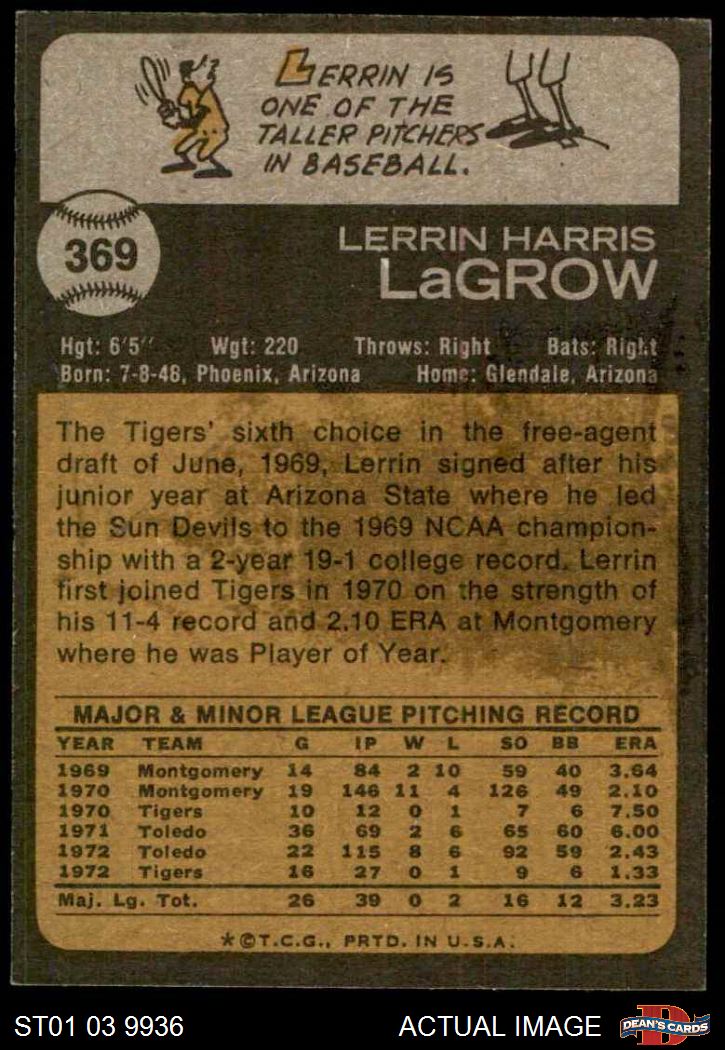 LERRIN IS
ONE OF THE
TALLER PITCHERS
IN BASEBALL.
369
LERRIN HARRIS
LaGROW
Hgt: 6'5" Wgt: 220 Throws: Right Bats: Right
Born: 7-8-48, Phoenix, Arizona Home: Glendale, Arizona
The Tigers' sixth choice in the free-agent
draft of June, 1969, Lerrin signed after his
junior year at Arizona State where he led
the Sun Devils to the 1969 NCAA champion-
ship with a 2-year 19-1 college record. Lerrin
first joined Tigers in 1970 on the strength of
his 11-4 record and 2.10 ERA at Montgomery
where he was Player of Year.
MAJOR & MINOR LEAGUE PITCHING RECORD
YEAR TEAM G IP W L SO BB ERA
1969 Montgomery 14 84 2 10 59 40 3.64
1970 Montgomery 19 146 11 4 126 49 2.10
1970 Tigers 10 12 0 1 7 6 7.50
1971 Toledo 36 69 2 6 65 60 6.00
1972 Toledo 22 115 8 6 92 59 2.43
1972 Tigers 16 27 0 1 9 6 1.33
Maj. Lg. Tot. 26 39 0 2 16 12 3.23
*©T.C.G., PRTD. IN U.S.A.
ST01 03 9936 ACTUAL IMAGE D DEAN'S CARDS